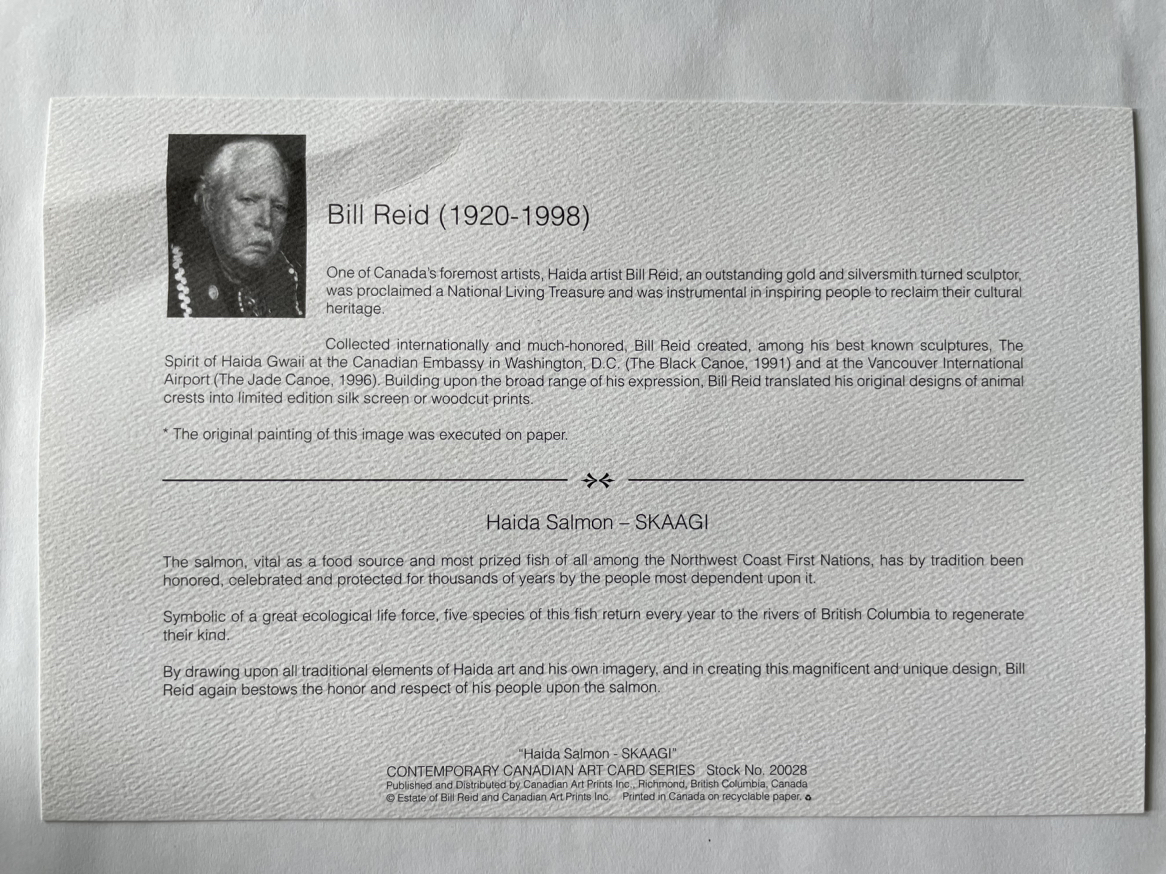 Bill Reid (1920-1998)
One of Canada's foremost artists, Haida artist Bill Reid, an outstanding gold and silversmith turned sculptor,
was proclaimed a National Living Treasure and was instrumental in inspiring people to reclaim their cultural
heritage.
Collected internationally and much-honored, Bill Reid created, among his best known sculptures, The
Spirit of Haida Gwaii at the Canadian Embassy in Washington, D.C. (The Black Canoe, 1991) and at the Vancouver International
Airport (The Jade Canoe, 1996). Building upon the broad range of his expression, Bill Reid translated his original designs of animal
crests into limited edition silk screen or woodcut prints.
* The original painting of this image was executed on paper.
Haida Salmon – SKAAGI
The salmon, vital as a food source and most prized fish of all among the Northwest Coast First Nations, has by tradition been
honored, celebrated and protected for thousands of years by the people most dependent upon it.
Symbolic of a great ecological life force, five species of this fish return every year to the rivers of British Columbia to regenerate
their kind.
By drawing upon all traditional elements of Haida art and his own imagery, and in creating this magnificent and unique design, Bill
Reid again bestows the honor and respect of his people upon the salmon.
"Haida Salmon - SKAAGI"
CONTEMPORARY CANADIAN ART CARD SERIES Stock No. 20028
Published and Distributed by Canadian Art Prints Inc., Richmond, British Columbia, Canada
© Estate of Bill Reid and Canadian Art Prints Inc. Printed in Canada on recyclable paper.